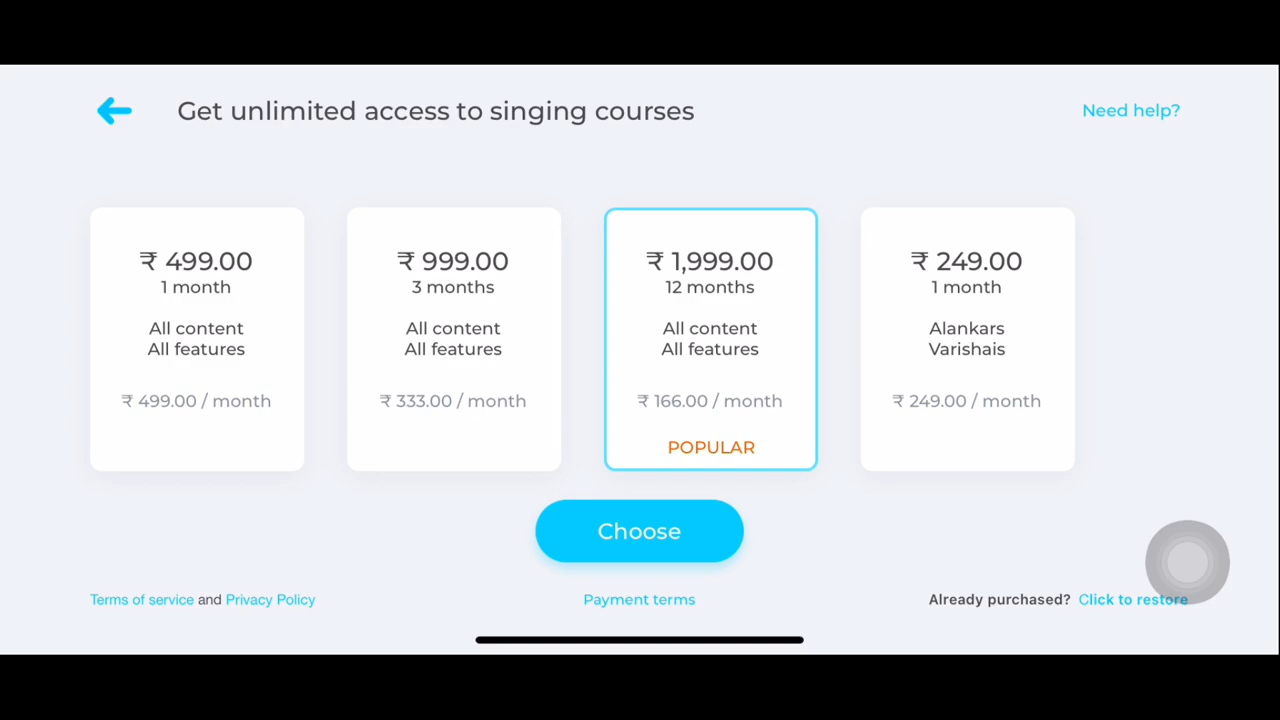 Get unlimited access to singing courses
Need help?
₹ 499.00
1 month
All content
All features
₹ 499.00 / month
₹ 999.00
3 months
All content
All features
₹ 333.00 / month
₹ 1,999.00
12 months
All content
All features
₹ 166.00 / month
POPULAR
₹ 249.00
1 month
Alankars
Varishais
₹ 249.00 / month
Choose
Terms of service and Privacy Policy
Payment terms
Already purchased? Click to restore